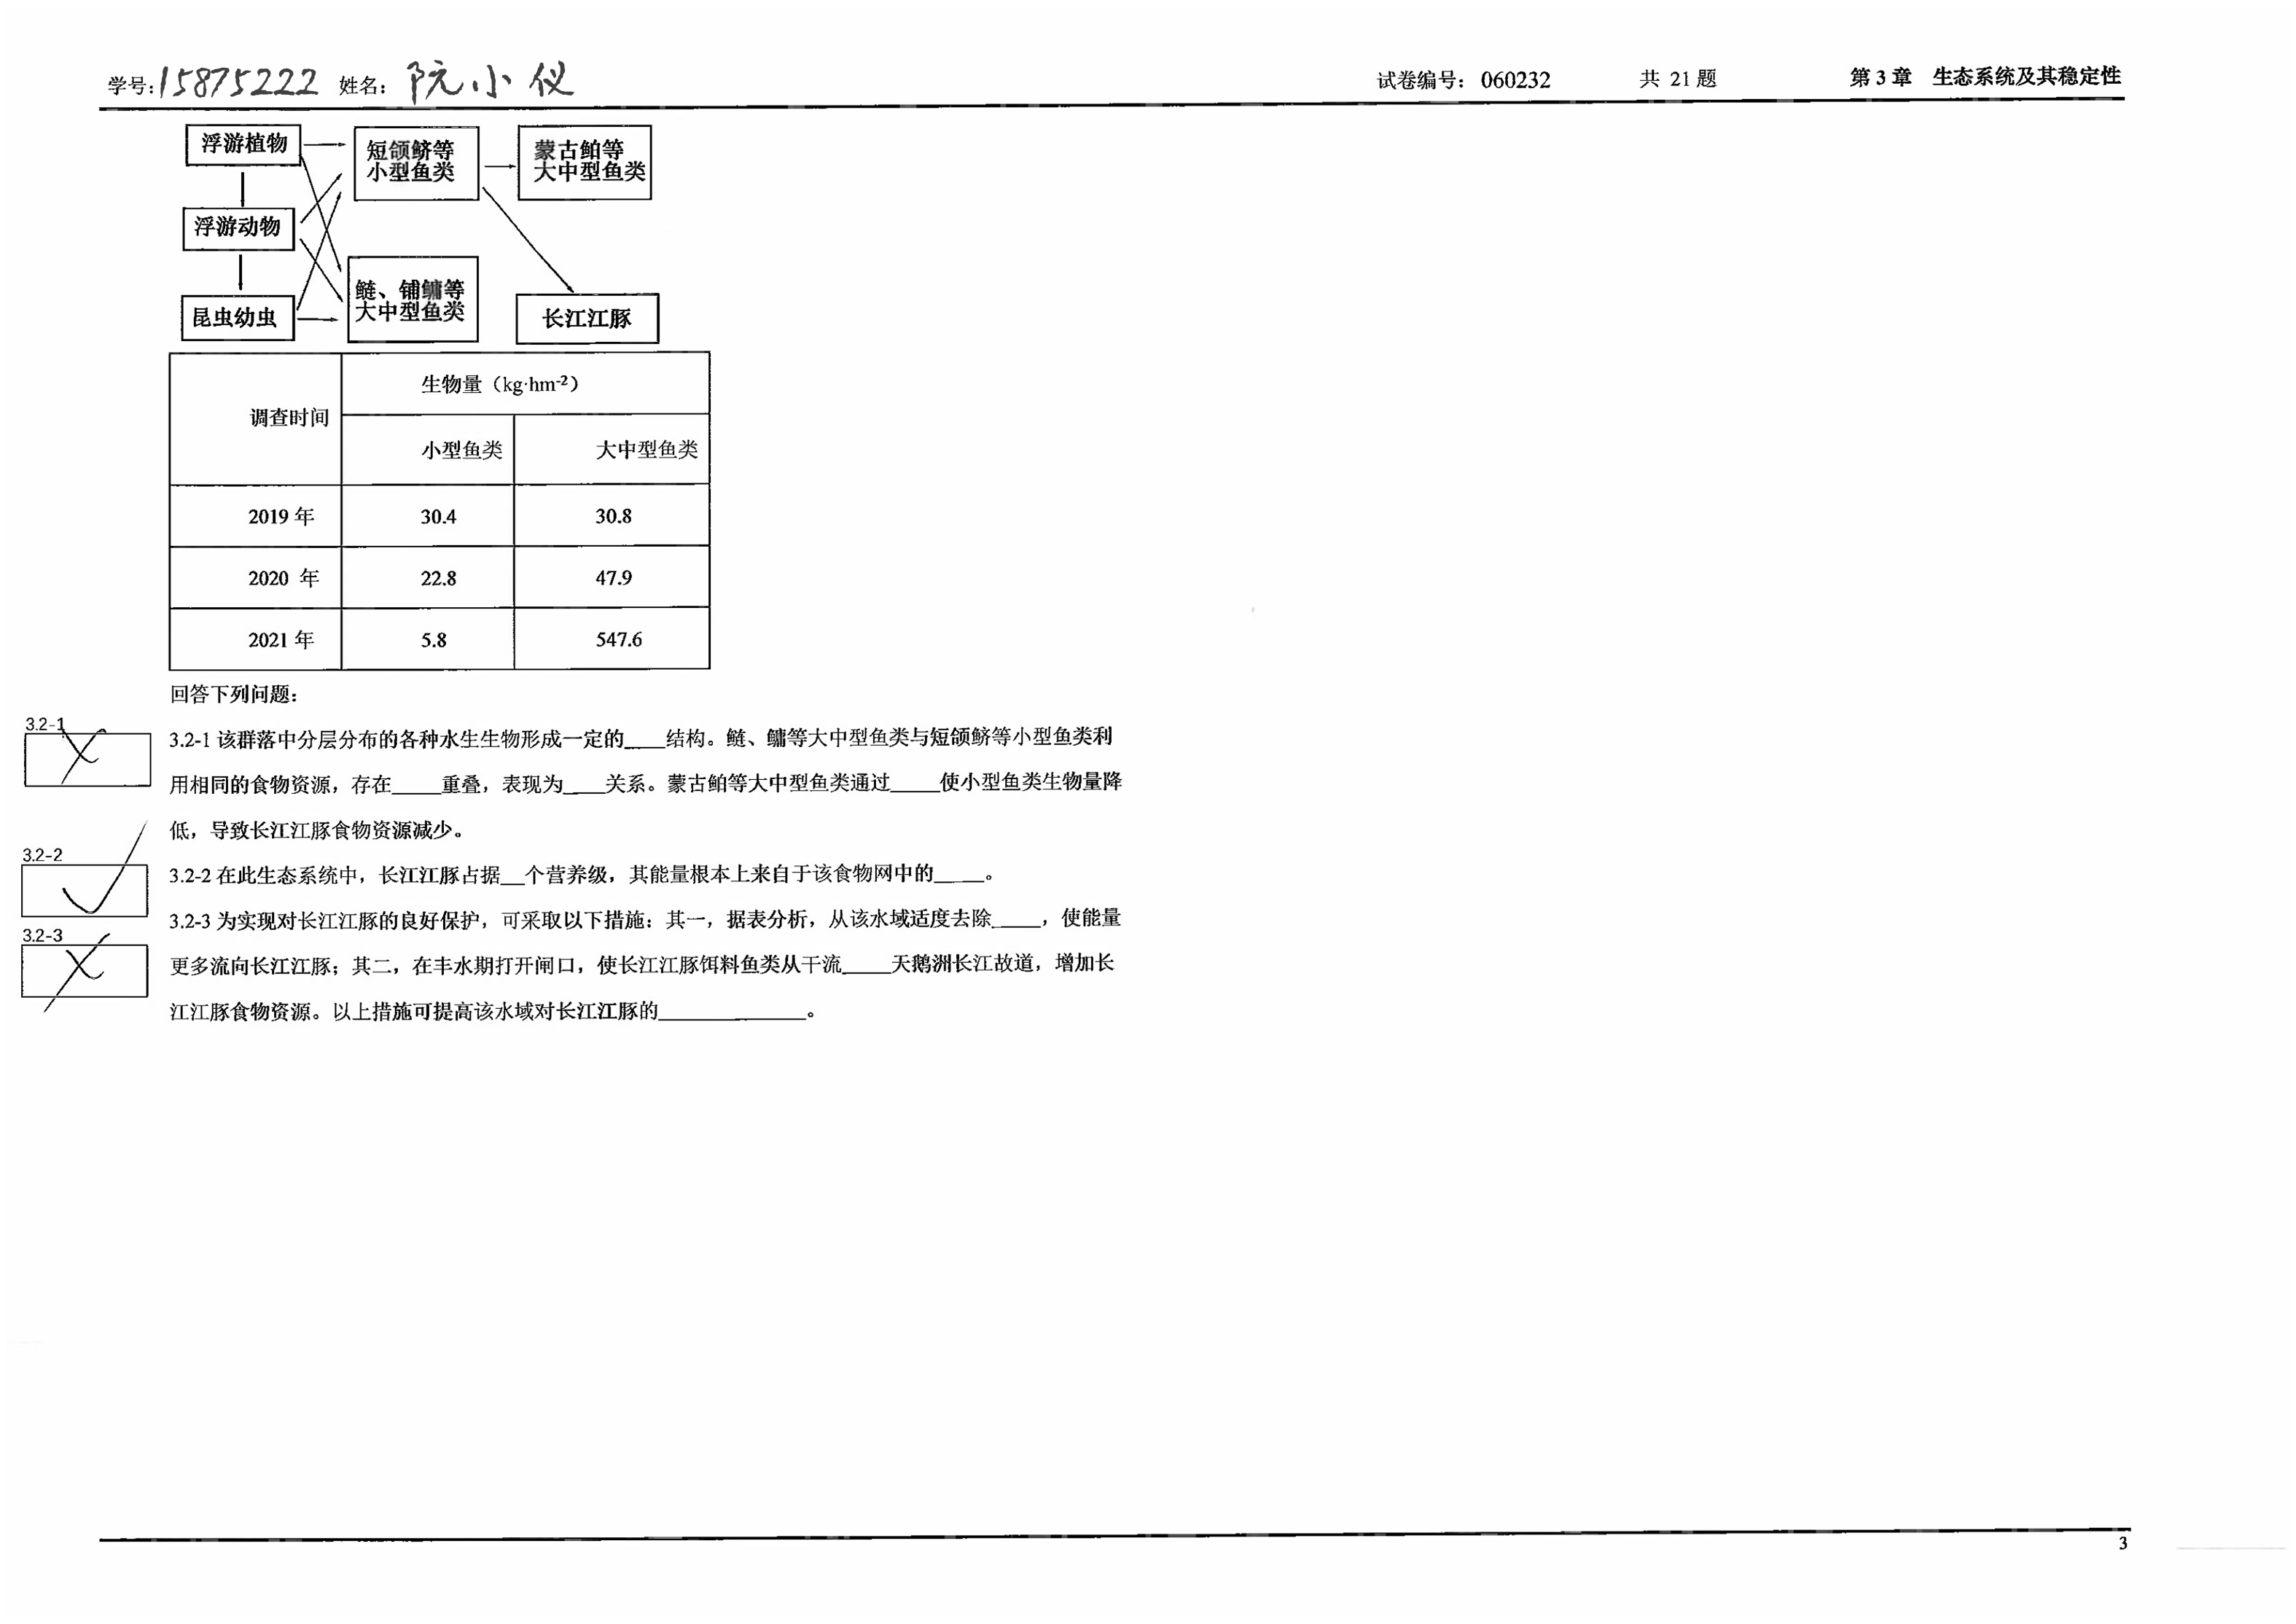 学号:15875222 姓名:阮小仪 试卷编号:060232 共 21 题 第 3 章 生态系统及其稳定性
浮游植物
短颌鲚等
小型鱼类
蒙古鲌等
大中型鱼类
浮游动物
鲢、铺鳙等
大中型鱼类
昆虫幼虫
长江江豚
调查时间
生物量(kg·hm-2)
小型鱼类 大中型鱼类
2019 年 30.4 30.8
2020 年 22.8 47.9
2021 年 5.8 547.6
回答下列问题:
3.2-1
3.2-1 该群落中分层分布的各种水生生物形成一定的____结构。鲢、鳙等大中型鱼类与短颌鲚等小型鱼类利
用相同的食物资源,存在_____重叠,表现为____关系。蒙古鲌等大中型鱼类通过_____使小型鱼类生物量降
低,导致长江江豚食物资源减少。
3.2-2
3.2-2 在此生态系统中,长江江豚占据__个营养级,其能量根本上来自于该食物网中的_____。
3.2-3 为实现对长江江豚的良好保护,可采取以下措施:其一,据表分析,从该水域适度去除_____,使能量
3.2-3
更多流向长江江豚;其二,在丰水期打开闸口,使长江江豚饵料鱼类从干流_____天鹅洲长江故道,增加长
江江豚食物资源。以上措施可提高该水域对长江江豚的_______________。
3